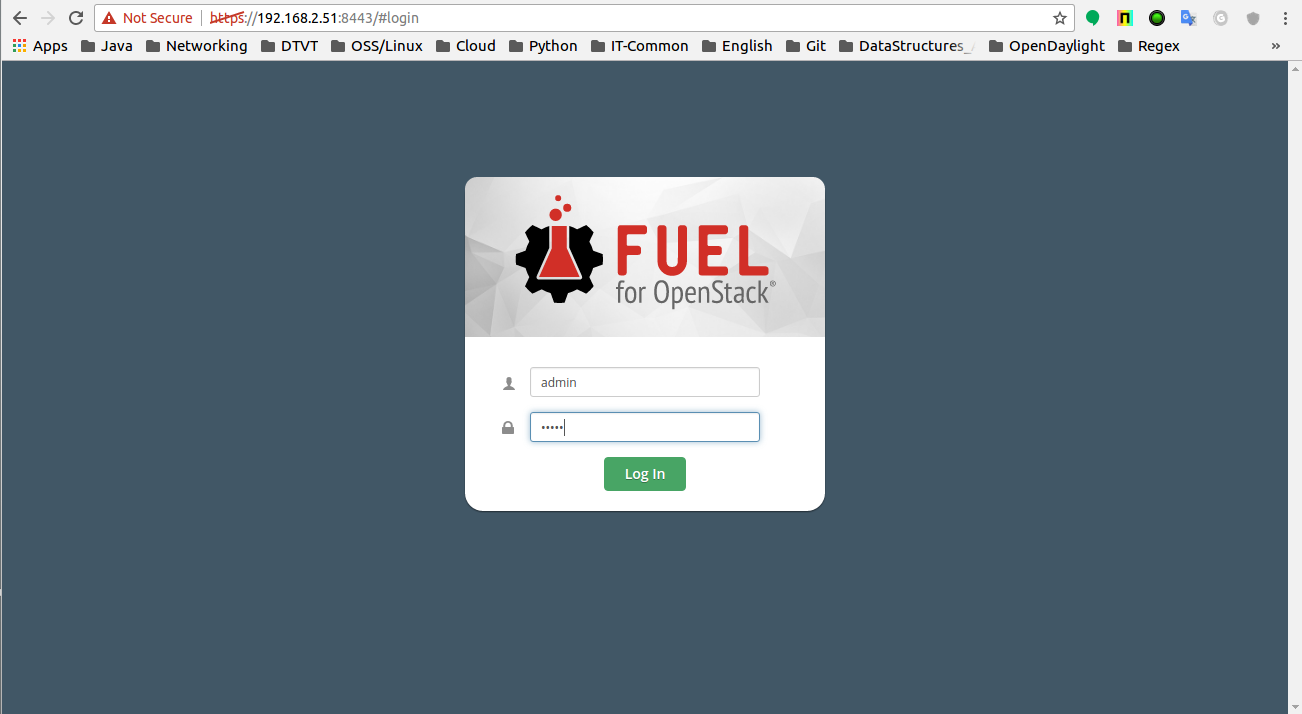 Not Secure https://192.168.2.51:8443/#login
Apps Java Networking DTVT OSS/Linux Cloud Python IT-Common English Git DataStructures_ OpenDaylight Regex »
FUEL
for OpenStack®
admin
•••••
Log In